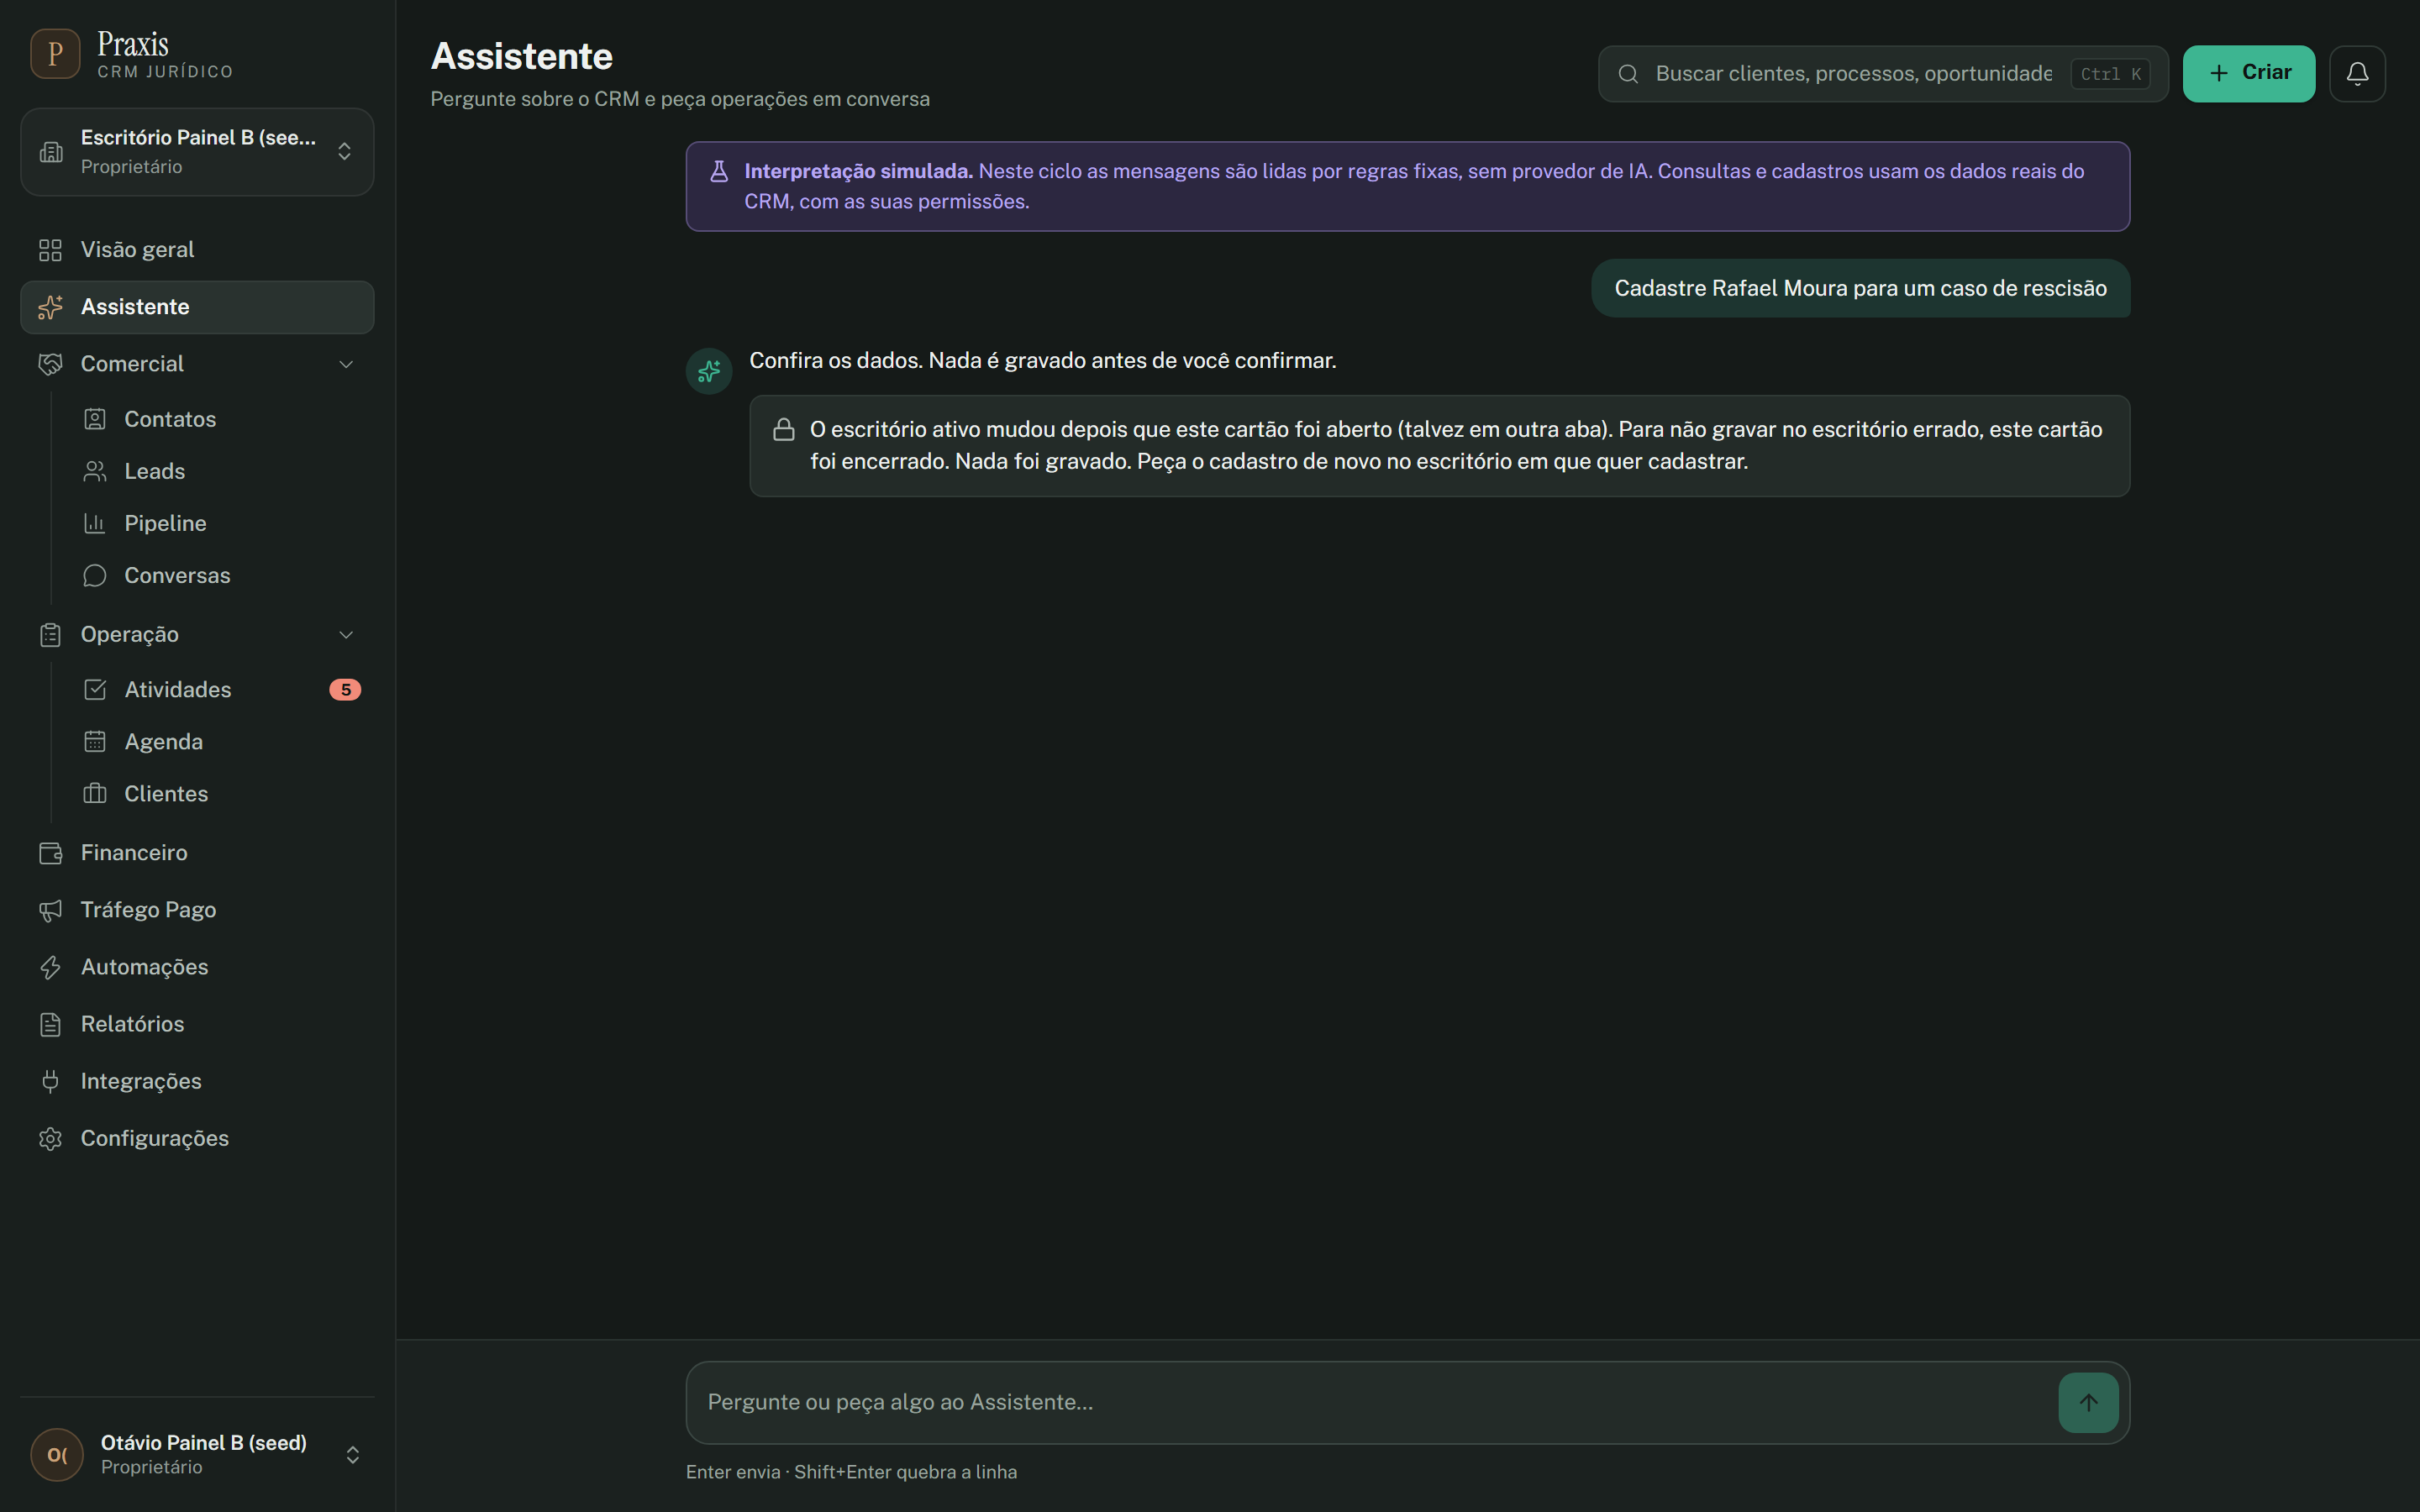 P
Praxis
CRM JURÍDICO
Escritório Painel B (see...
Proprietário
Visão geral
Assistente
Comercial
Contatos
Leads
Pipeline
Conversas
Operação
Atividades
5
Agenda
Clientes
Financeiro
Tráfego Pago
Automações
Relatórios
Integrações
Configurações
O(
Otávio Painel B (seed)
Proprietário
Assistente
Pergunte sobre o CRM e peça operações em conversa
Buscar clientes, processos, oportunidade
Ctrl K
Criar
Interpretação simulada. Neste ciclo as mensagens são lidas por regras fixas, sem provedor de IA. Consultas e cadastros usam os dados reais do
CRM, com as suas permissões.
Cadastre Rafael Moura para um caso de rescisão
Confira os dados. Nada é gravado antes de você confirmar.
O escritório ativo mudou depois que este cartão foi aberto (talvez em outra aba). Para não gravar no escritório errado, este cartão
foi encerrado. Nada foi gravado. Peça o cadastro de novo no escritório em que quer cadastrar.
Pergunte ou peça algo ao Assistente...
Enter envia · Shift+Enter quebra a linha